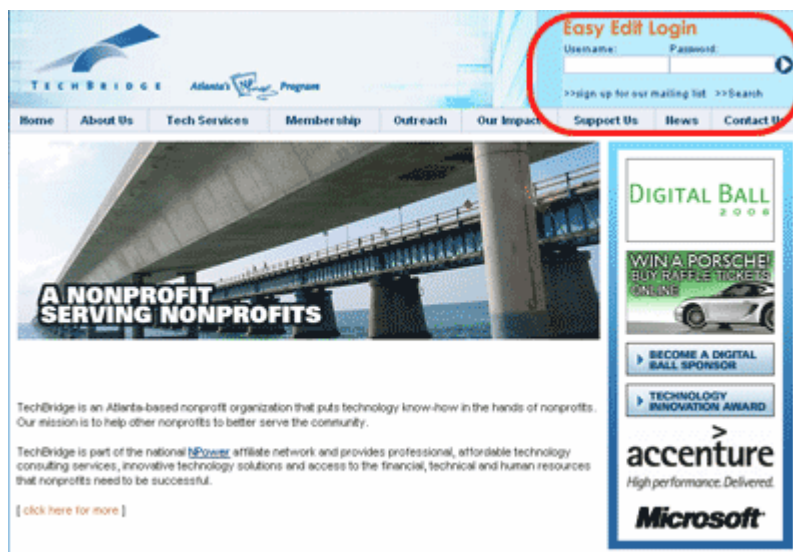 Easy Edit Login
Username: Password:
TECHBRIDGE Atlanta's NP Program
>>sign up for our mailing list >>Search
Home About Us Tech Services Membership Outreach Our Impact Support Us News Contact Us
A NONPROFIT
SERVING NONPROFITS
DIGITAL BALL
2006
WIN A PORSCHE!
BUY RAFFLE TICKETS
ONLINE
BECOME A DIGITAL
BALL SPONSOR
TECHNOLOGY
INNOVATION AWARD
TechBridge is an Atlanta-based nonprofit organization that puts technology know-how in the hands of nonprofits.
Our mission is to help other nonprofits to better serve the community.
TechBridge is part of the national NPower affiliate network and provides professional, affordable technology
consulting services, innovative technology solutions and access to the financial, technical and human resources
that nonprofits need to be successful.
[ click here for more ]
accenture
High performance. Delivered.
Microsoft